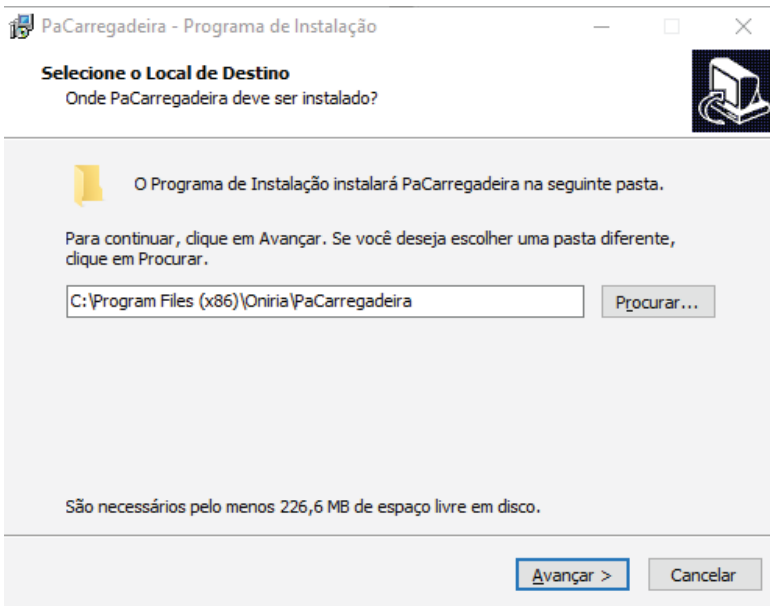 PaCarregadeira - Programa de Instalação
Selecione o Local de Destino
Onde PaCarregadeira deve ser instalado?
O Programa de Instalação instalará PaCarregadeira na seguinte pasta.
Para continuar, clique em Avançar. Se você deseja escolher uma pasta diferente,
clique em Procurar.
C:\Program Files (x86)\Oniria\PaCarregadeira
Procurar...
São necessários pelo menos 226,6 MB de espaço livre em disco.
Avançar >
Cancelar